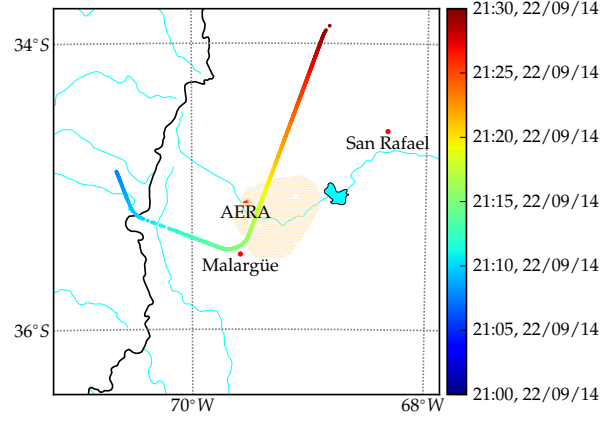 34°S
36°S
70°W
68°W
San Rafael
AERA
Malargüe
21:30, 22/09/14
21:25, 22/09/14
21:20, 22/09/14
21:15, 22/09/14
21:10, 22/09/14
21:05, 22/09/14
21:00, 22/09/14